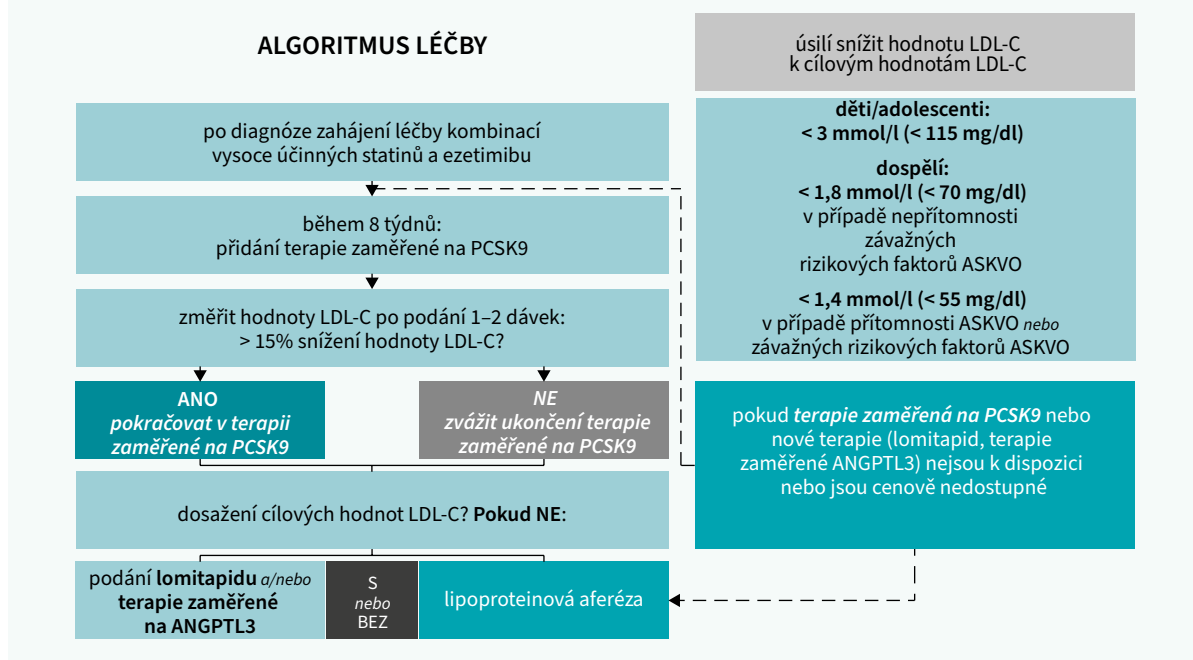 ALGORITMUS LÉČBY
po diagnóze zahájení léčby kombinací
vysoce účinných statinů a ezetimibu
během 8 týdnů:
přidání terapie zaměřené na PCSK9
změřit hodnoty LDL-C po podání 1–2 dávek:
> 15% snížení hodnoty LDL-C?
ANO
pokračovat v terapii
zaměřené na PCSK9
NE
zvážit ukončení terapie
zaměřené na PCSK9
dosažení cílových hodnot LDL-C? Pokud NE:
podání lomitapidu a/nebo
terapie zaměřené
na ANGPTL3
S
nebo
BEZ
lipoproteinová aferéza
úsilí snížit hodnotu LDL-C
k cílovým hodnotám LDL-C
děti/adolescenti:
< 3 mmol/l (< 115 mg/dl)
dospělí:
< 1,8 mmol/l (< 70 mg/dl)
v případě nepřítomnosti
závažných
rizikových faktorů ASKVO
< 1,4 mmol/l (< 55 mg/dl)
v případě přítomnosti ASKVO nebo
závažných rizikových faktorů ASKVO
pokud terapie zaměřená na PCSK9 nebo
nové terapie (lomitapid, terapie
zaměřené ANGPTL3) nejsou k dispozici
nebo jsou cenově nedostupné